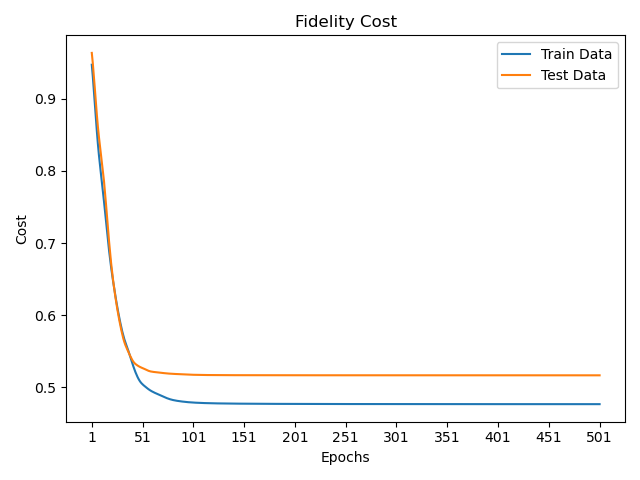 Fidelity Cost
Train Data
Test Data
0.9
0.8
0.7
0.6
0.5
Cost
1 51 101 151 201 251 301 351 401 451 501
Epochs